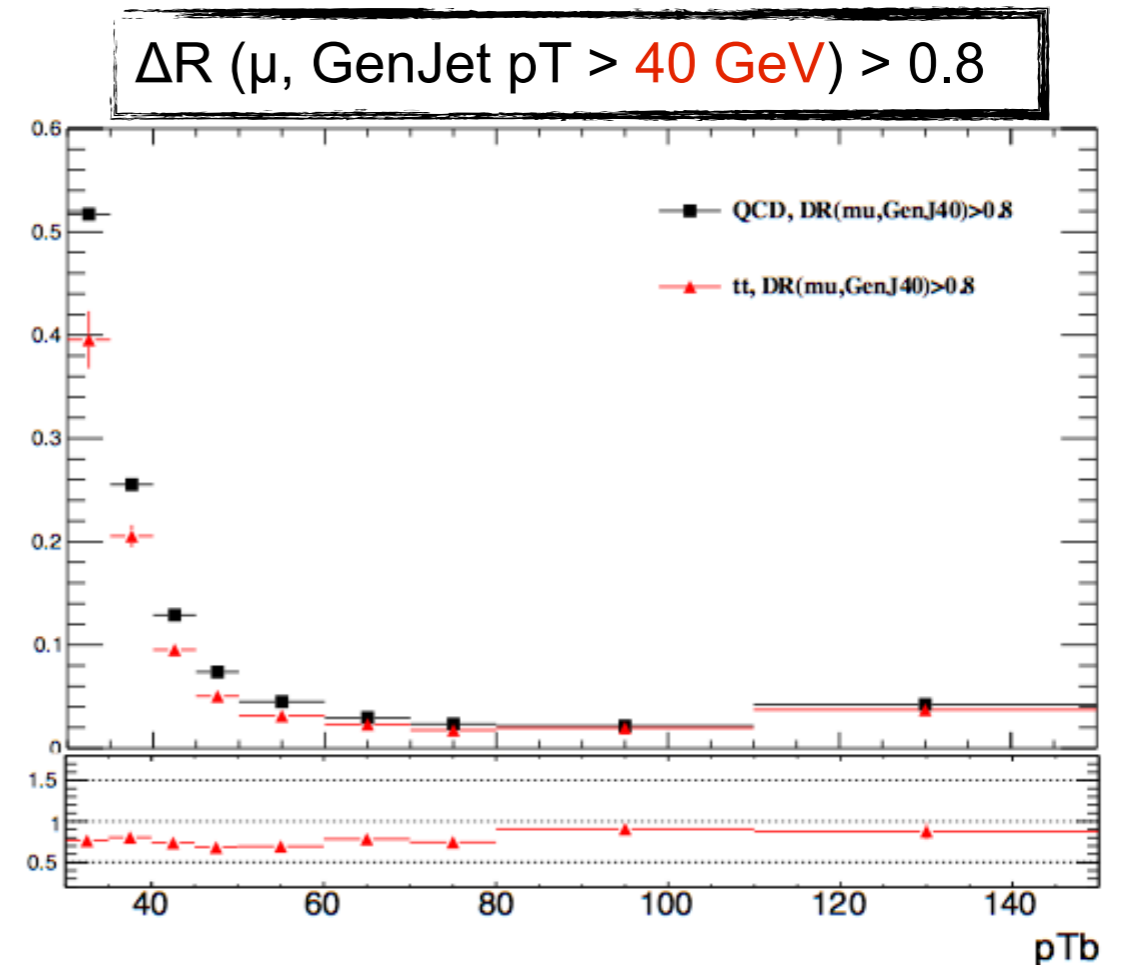 ΔR (μ, GenJet pT > 40 GeV) > 0.8
0.6
QCD, DR(mu,GenJ40)>0.8
0.5
tt, DR(mu,GenJ40)>0.8
0.4
0.3
0.2
0.1
0
1.5
1
0.5
40 60 80 100 120 140
pTb